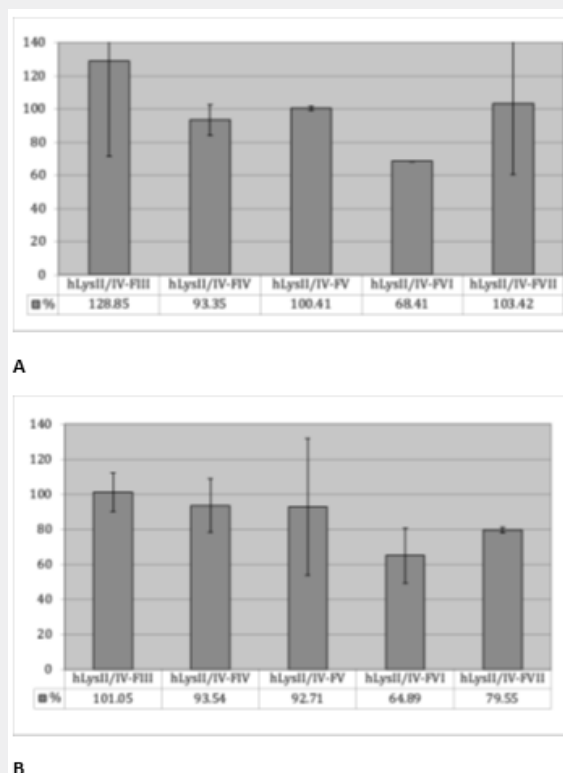 140
120
100
80
60
40
20
0
hLysII/IV-FIII hLysII/IV-FIV hLysII/IV-FV hLysII/IV-FVI hLysII/IV-FVII
% 128.85 93.35 100.41 68.41 103.42
A
140
120
100
80
60
40
20
0
hLysII/IV-FIII hLysII/IV-FIV hLysII/IV-FV hLysII/IV-FVI hLysII/IV-FVII
% 101.05 93.54 92.71 64.89 79.55
B